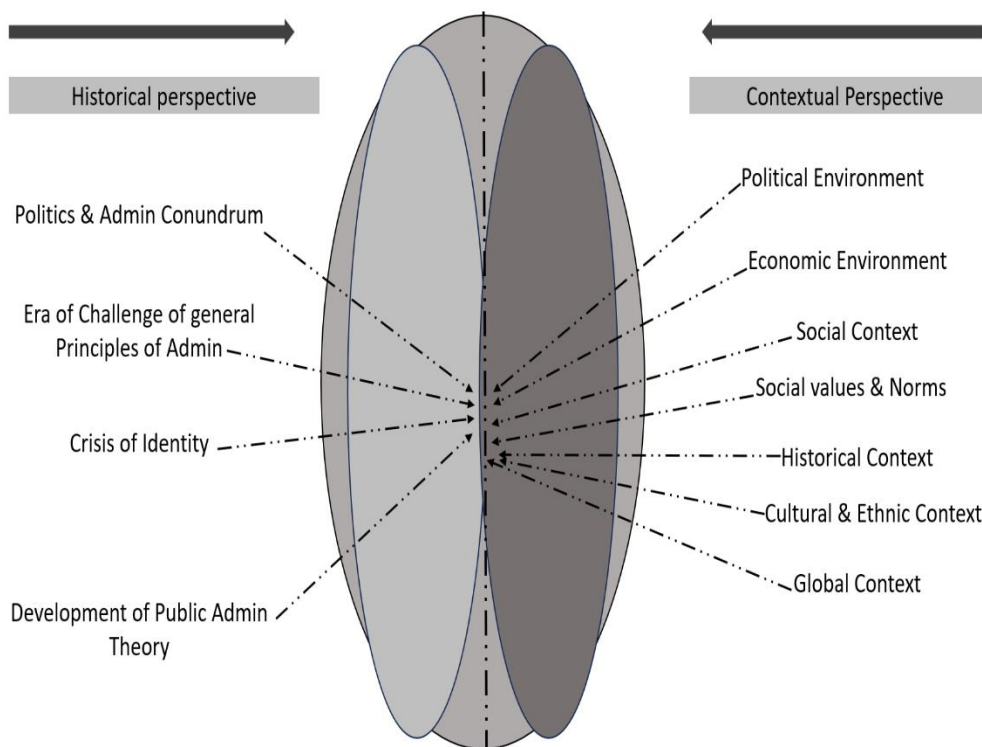 Historical perspective
Contextual Perspective
Politics & Admin Conundrum
Era of Challenge of general
Principles of Admin
Crisis of Identity
Development of Public Admin
Theory
Political Environment
Economic Environment
Social Context
Social values & Norms
Historical Context
Cultural & Ethnic Context
Global Context